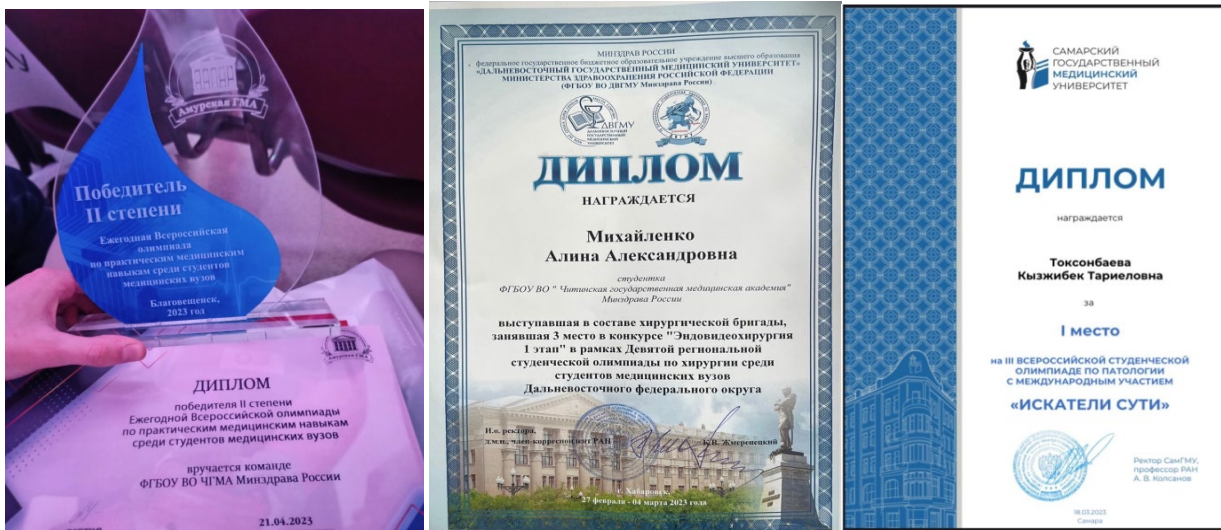 Амурская ГМА
Победитель
II степени
Ежегодная Всероссийская
олимпиада
по практическим медицинским
навыкам среди студентов
медицинских вузов
Благовещенск,
2023 год
Амурская ГМА
ДИПЛОМ
победителя II степени
Ежегодной Всероссийской олимпиады
по практическим медицинским навыкам
среди студентов медицинских вузов
вручается команде
ФГБОУ ВО ЧГМА Минздрава России
21.04.2023
МИНЗДРАВ РОССИИ
федеральное государственное бюджетное образовательное учреждение высшего образования
«ДАЛЬНЕВОСТОЧНЫЙ ГОСУДАРСТВЕННЫЙ МЕДИЦИНСКИЙ УНИВЕРСИТЕТ»
МИНИСТЕРСТВА ЗДРАВООХРАНЕНИЯ РОССИЙСКОЙ ФЕДЕРАЦИИ
(ФГБОУ ВО ДВГМУ Минздрава России)
ДВГМУ
ДАЛЬНЕВОСТОЧНЫЙ
ГОСУДАРСТВЕННЫЙ
МЕДИЦИНСКИЙ
УНИВЕРСИТЕТ
ДИПЛОМ
НАГРАЖДАЕТСЯ
Михайленко
Алина Александровна
студентка
ФГБОУ ВО " Читинская государственная медицинская академия"
Минздрава России
выступавшая в составе хирургической бригады,
занявшая 3 место в конкурсе "Эндовидеохирургия
1 этап" в рамках Девятой региональной
студенческой олимпиады по хирургии среди
студентов медицинских вузов
Дальневосточного федерального округа
И.о. ректора,
д.м.н., член-корреспондент РАН К.В. Жмеренецкий
г. Хабаровск,
27 февраля - 04 марта 2023 года
САМАРСКИЙ
ГОСУДАРСТВЕННЫЙ
МЕДИЦИНСКИЙ
УНИВЕРСИТЕТ
ДИПЛОМ
награждается
Токсонбаева
Кызжибек Тариеловна
за
I место
на III ВСЕРОССИЙСКОЙ СТУДЕНЧЕСКОЙ
ОЛИМПИАДЕ ПО ПАТОЛОГИИ
С МЕЖДУНАРОДНЫМ УЧАСТИЕМ
«ИСКАТЕЛИ СУТИ»
Ректор СамГМУ,
профессор РАН
А. В. Колсанов
18.03.2023
Самара